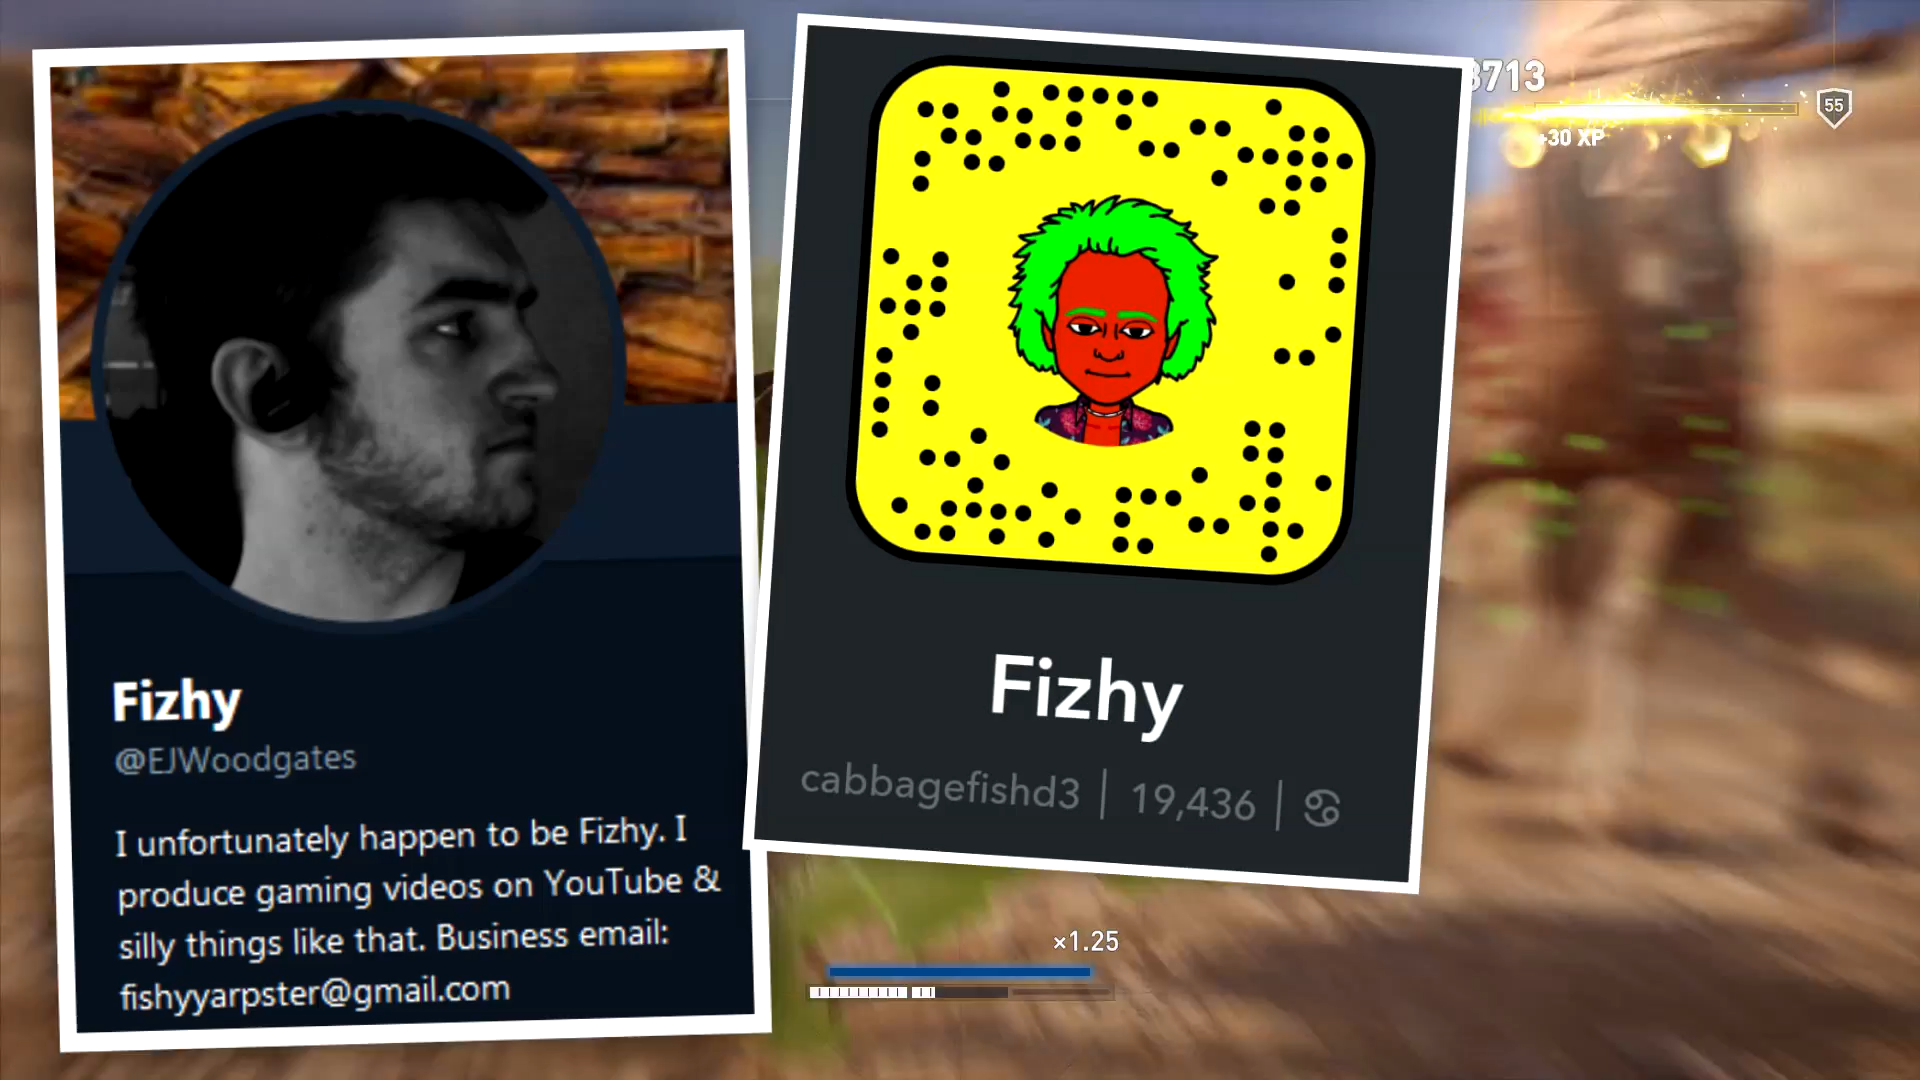 Fizhy
@EJWoodgates
I unfortunately happen to be Fizhy. I
produce gaming videos on YouTube &
silly things like that. Business email:
fishyyarpster@gmail.com
Fizhy
cabbagefishd3 | 19,436 | ♋
3713
+30 XP
55
×1.25